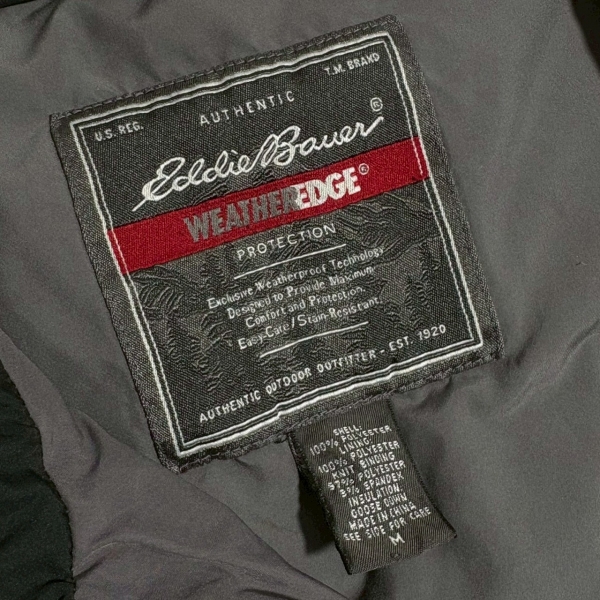 U.S. REG. AUTHENTIC T.M. BRAND
Eddie Bauer®
WEATHEREDGE®
PROTECTION
Exclusive Weatherproof Technology
Designed to Provide Maximum
Comfort and Protection.
Easy-Care/Stain-Resistant.
AUTHENTIC OUTDOOR OUTFITTER - EST. 1920
SHELL:
100% POLYESTER
LINING:
100% POLYESTER
KNIT BINDING
97% POLYESTER
3% SPANDEX
INSULATION:
GOOSE DOWN
MADE IN CHINA
SEE SIDE FOR CARE
M